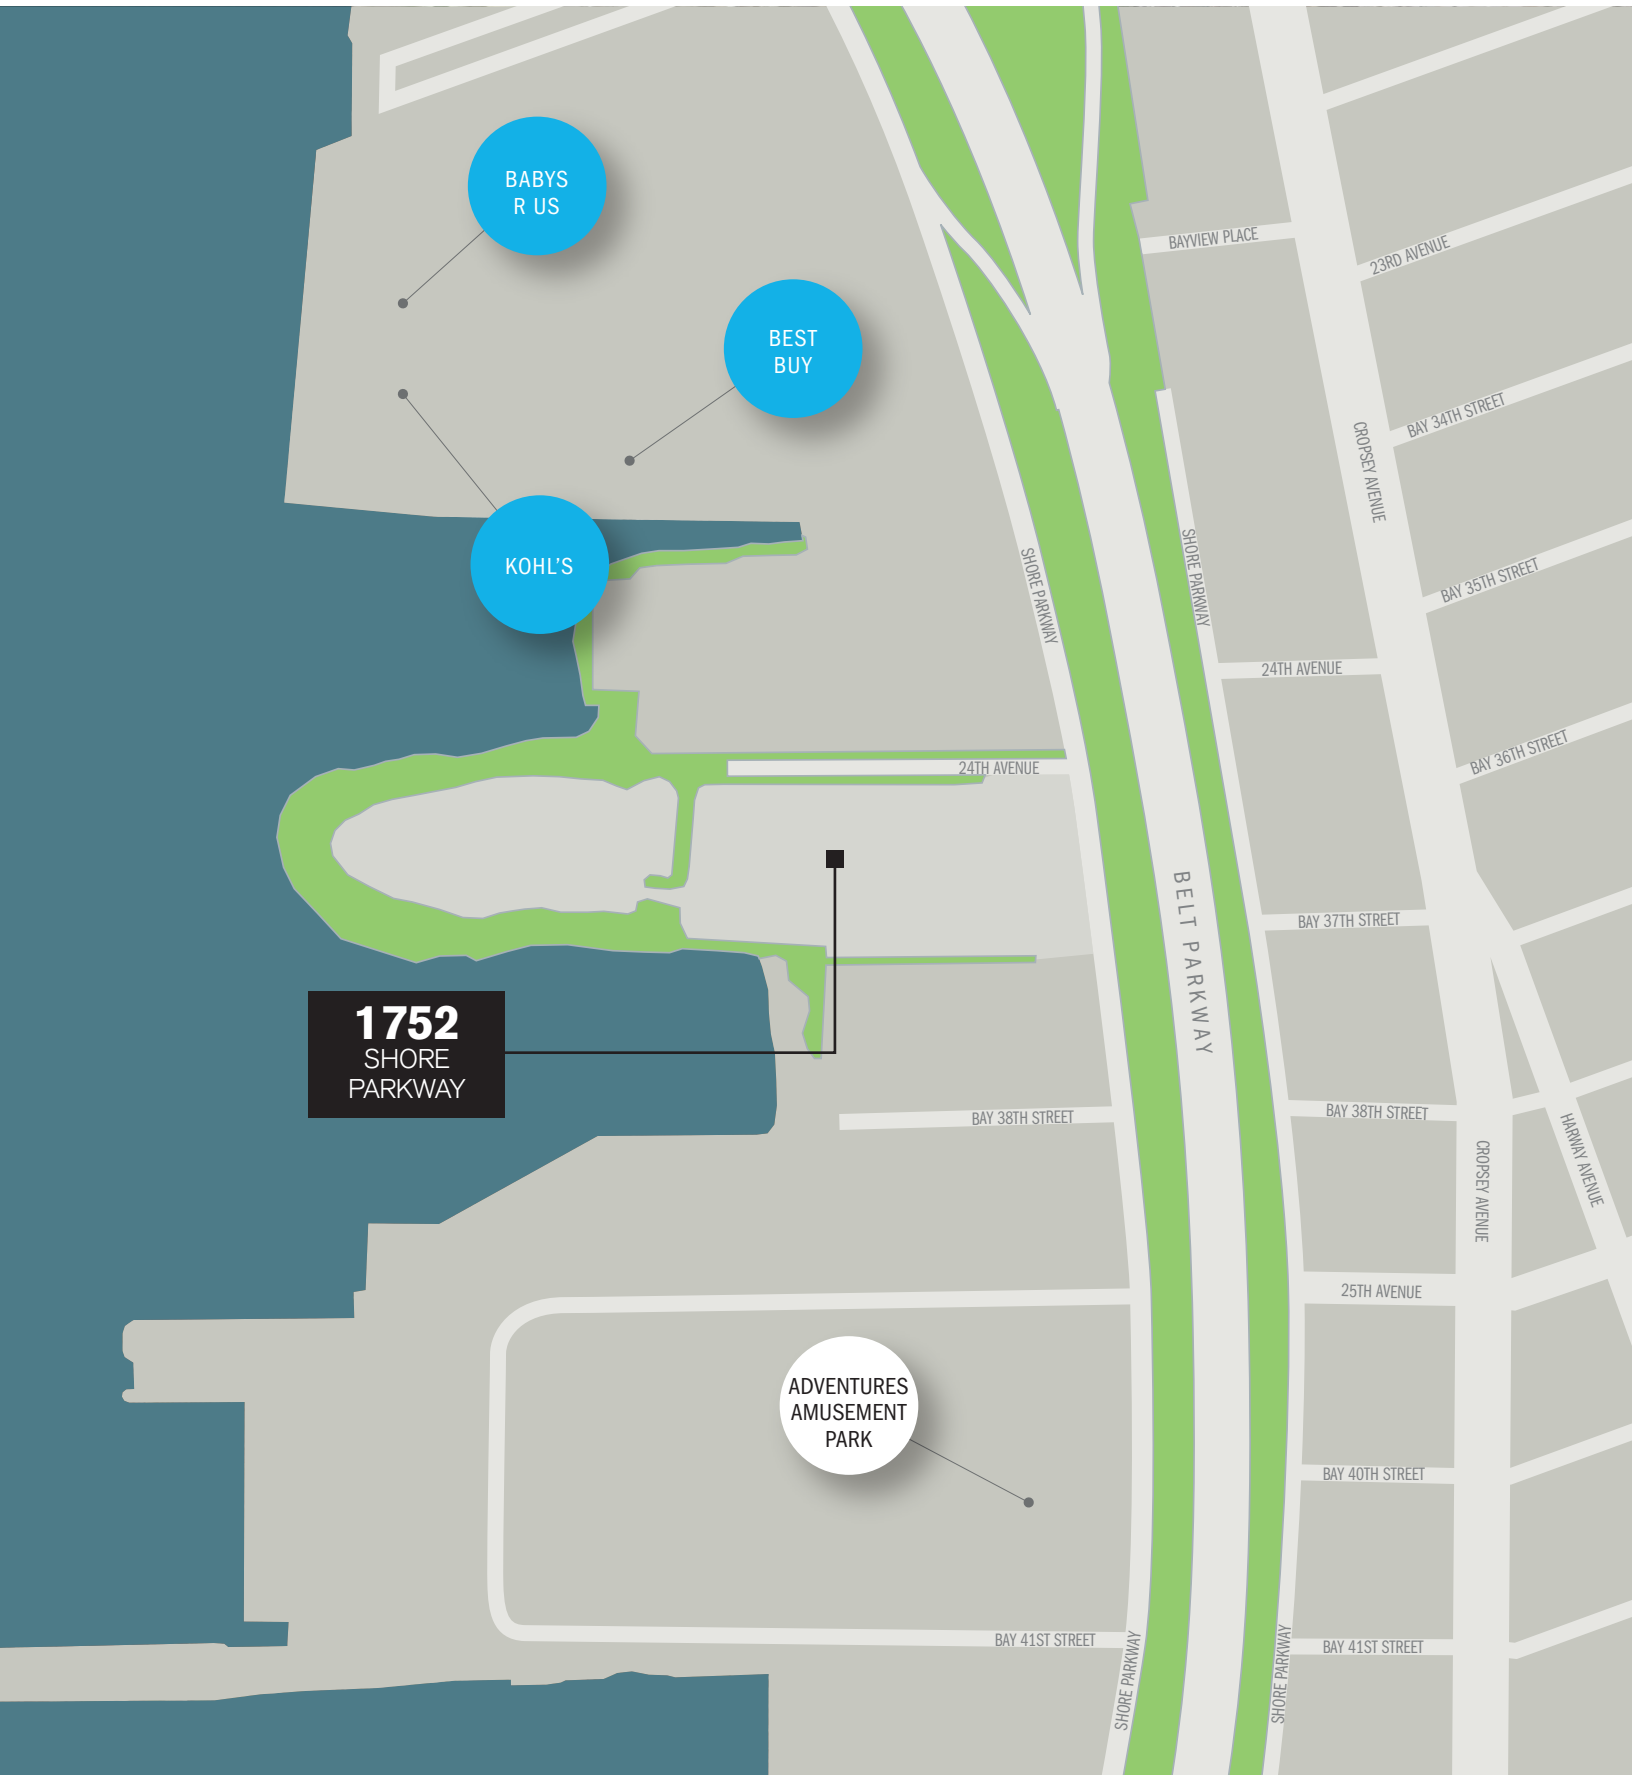 BABYS
R US
BAYVIEW PLACE
23RD AVENUE
BEST
BUY
BAY 34TH STREET
CROPSEY AVENUE
KOHL'S
SHORE PARKWAY
SHORE PARKWAY
BAY 35TH STREET
24TH AVENUE
BAY 36TH STREET
24TH AVENUE
BELT PARKWAY
BAY 37TH STREET
1752
SHORE
PARKWAY
BAY 38TH STREET
BAY 38TH STREET
CROPSEY AVENUE
HARWAY AVENUE
25TH AVENUE
ADVENTURES
AMUSEMENT
PARK
BAY 40TH STREET
BAY 41ST STREET
BAY 41ST STREET
SHORE PARKWAY
SHORE PARKWAY